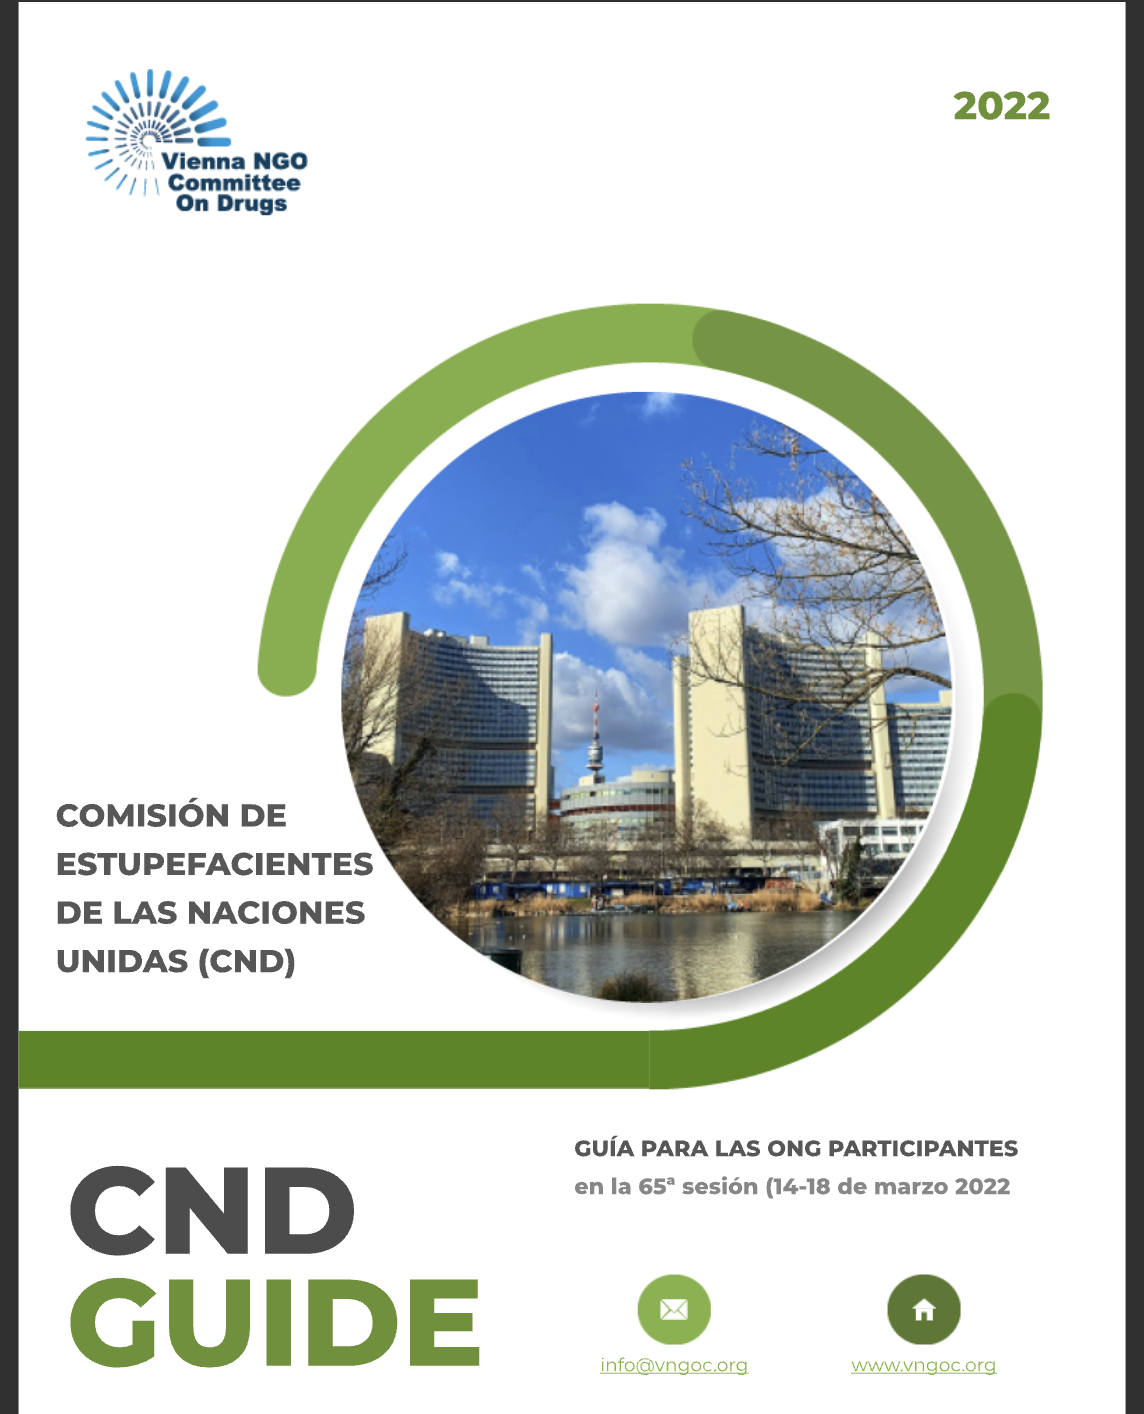 Vienna NGO
Committee
On Drugs
2022
COMISIÓN DE
ESTUPEFACIENTES
DE LAS NACIONES
UNIDAS (CND)
CND
GUIDE
GUÍA PARA LAS ONG PARTICIPANTES
en la 65ª sesión (14-18 de marzo 2022
info@vngoc.org
www.vngoc.org